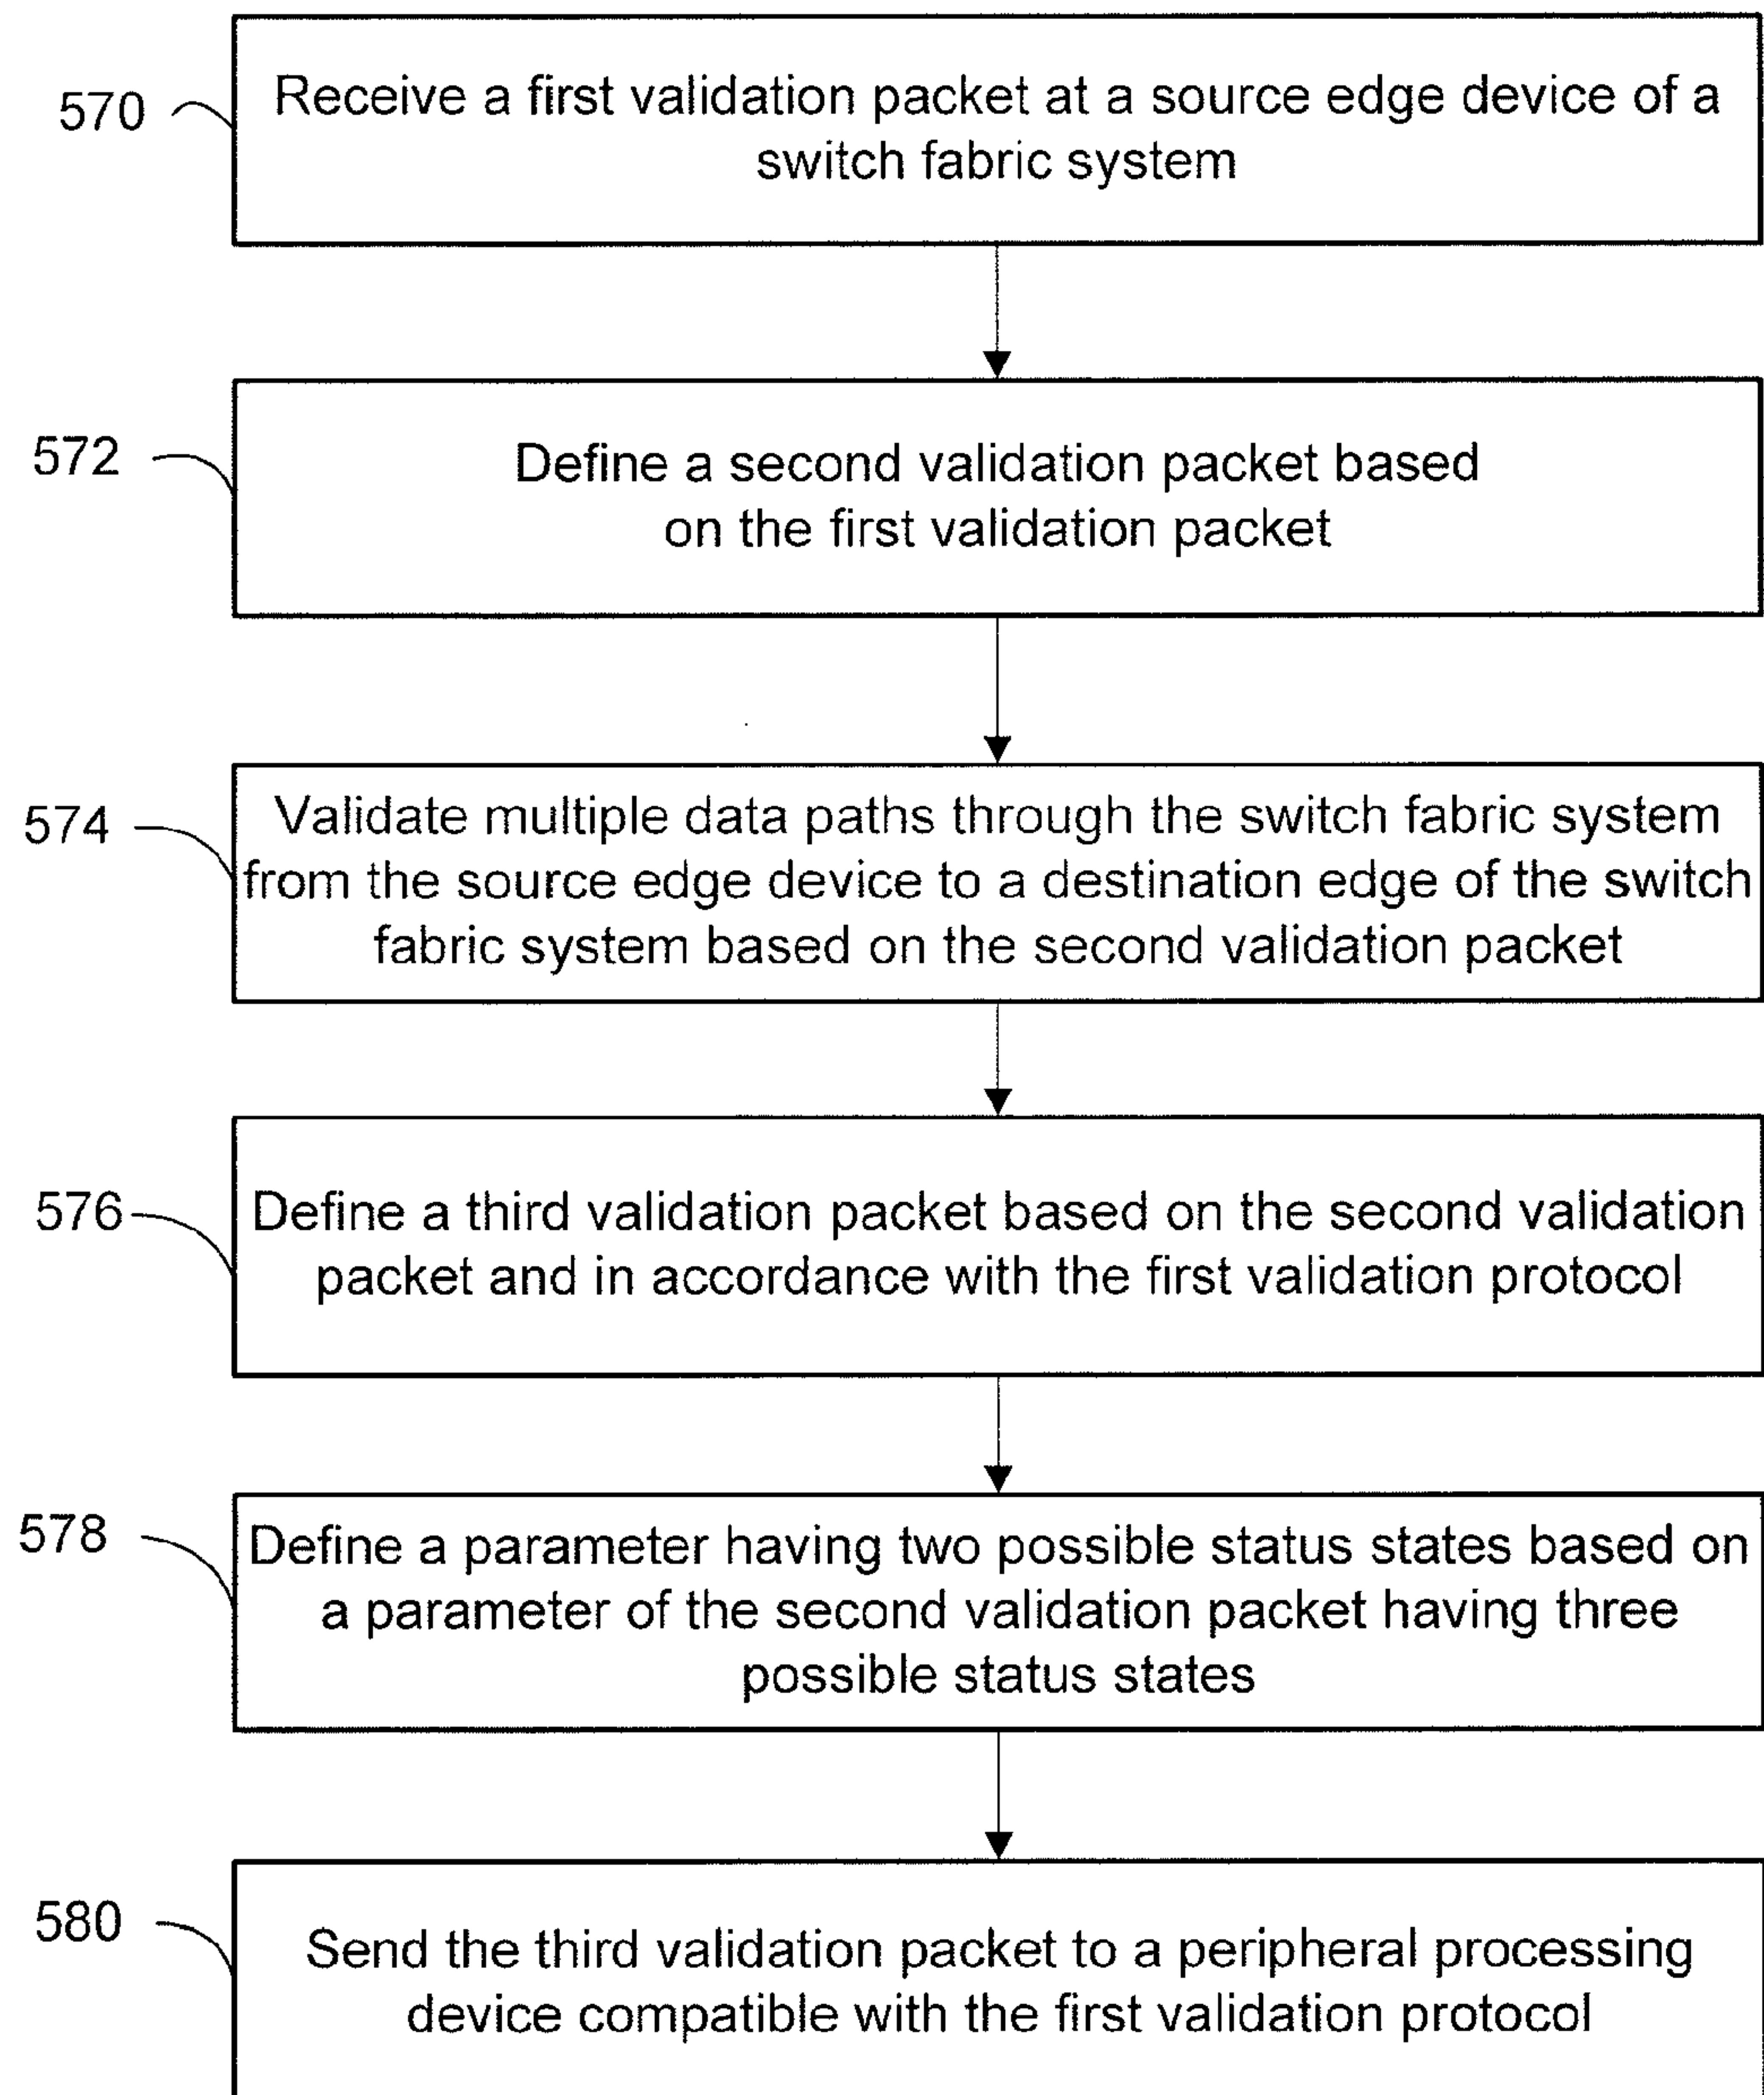 570
Receive a first validation packet at a source edge device of a
switch fabric system
572
Define a second validation packet based
on the first validation packet
574
Validate multiple data paths through the switch fabric system
from the source edge device to a destination edge of the switch
fabric system based on the second validation packet
576
Define a third validation packet based on the second validation
packet and in accordance with the first validation protocol
578
Define a parameter having two possible status states based on
a parameter of the second validation packet having three
possible status states
580
Send the third validation packet to a peripheral processing
device compatible with the first validation protocol